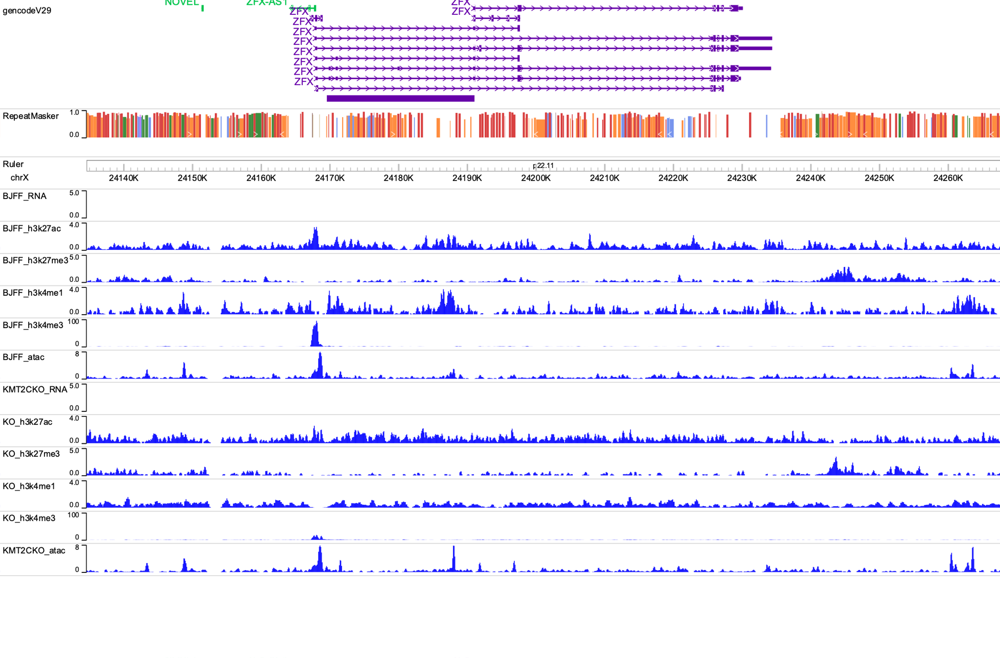 NOVEL ZFX-AS1 ZFX
gencodeV29 ZFX ZFX
ZFX
ZFX
ZFX
ZFX
ZFX
ZFX
ZFX
RepeatMasker 1.0
0.0
Ruler p22.11
chrX 24140K 24150K 24160K 24170K 24180K 24190K 24200K 24210K 24220K 24230K 24240K 24250K 24260K
BJFF_RNA 5.0
0.0
BJFF_h3k27ac 4.0
0.0
BJFF_h3k27me3 5.0
0.0
BJFF_h3k4me1 4.0
0.0
BJFF_h3k4me3 100
0
BJFF_atac 8
0
KMT2CKO_RNA 5.0
0.0
KO_h3k27ac 4.0
0.0
KO_h3k27me3 5.0
0.0
KO_h3k4me1 4.0
0.0
KO_h3k4me3 100
0
KMT2CKO_atac 8
0